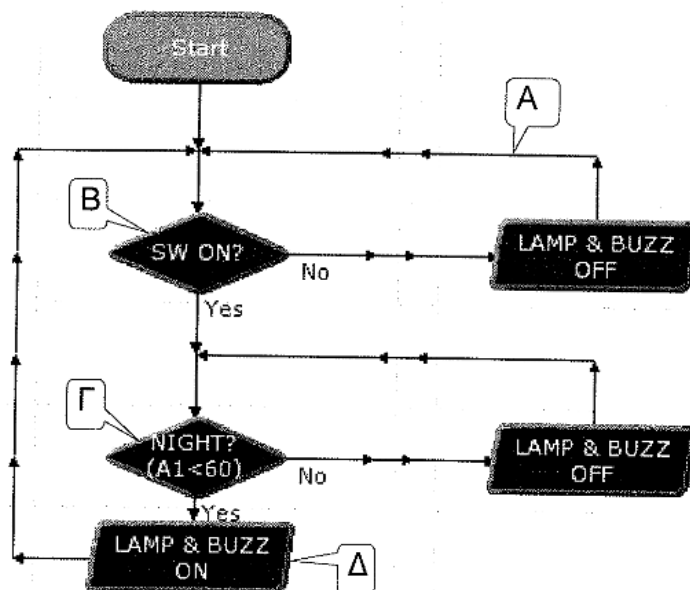 Start
A
B
SW ON?
No
LAMP & BUZZ
OFF
Yes
Γ
NIGHT?
(A1<60)
No
LAMP & BUZZ
OFF
Yes
LAMP & BUZZ
ON
Δ